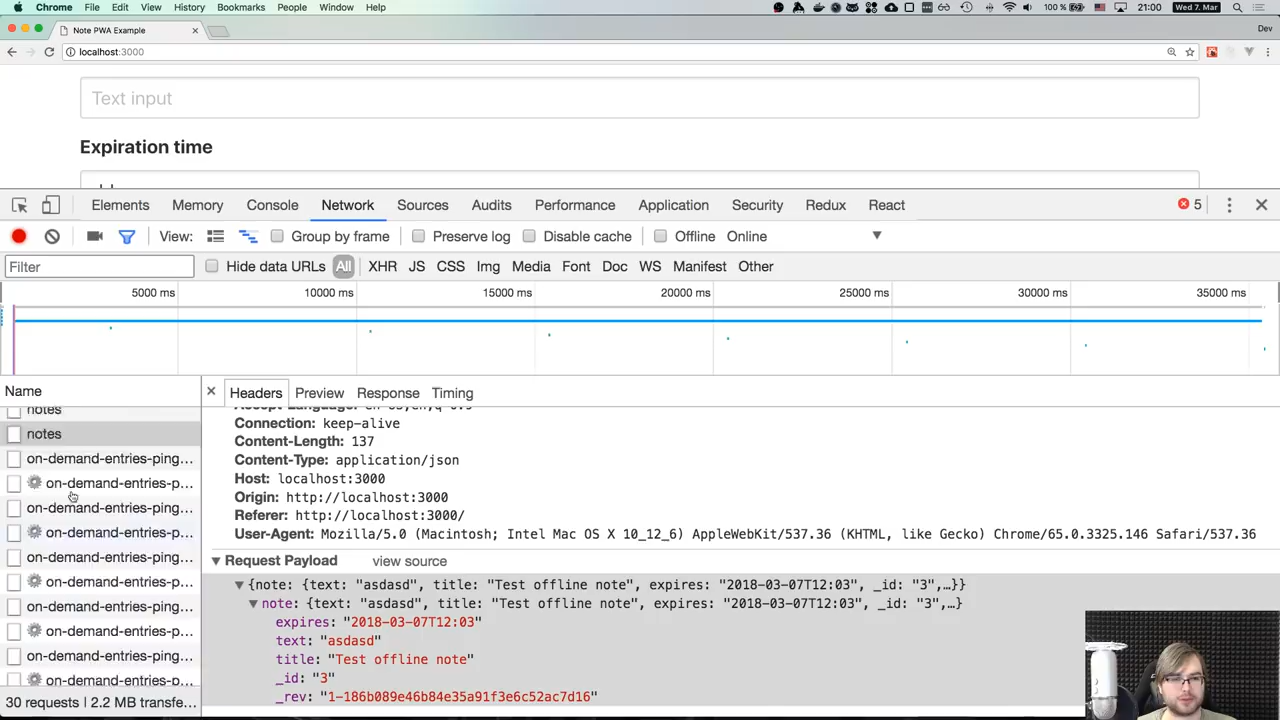 Chrome File Edit View History Bookmarks People Window Help 100 % 21:00 Wed 7. Mar
Note PWA Example Dev
localhost:3000
Text input
Expiration time
Elements Memory Console Network Sources Audits Performance Application Security Redux React 5
View: Group by frame Preserve log Disable cache Offline Online
Filter Hide data URLs All XHR JS CSS Img Media Font Doc WS Manifest Other
5000 ms 10000 ms 15000 ms 20000 ms 25000 ms 30000 ms 35000 ms
Name Headers Preview Response Timing
notes
Connection: keep-alive
notes
Content-Length: 137
on-demand-entries-ping...
Content-Type: application/json
on-demand-entries-p...
Host: localhost:3000
Origin: http://localhost:3000
on-demand-entries-ping...
Referer: http://localhost:3000/
on-demand-entries-p...
User-Agent: Mozilla/5.0 (Macintosh; Intel Mac OS X 10_12_6) AppleWebKit/537.36 (KHTML, like Gecko) Chrome/65.0.3325.146 Safari/537.36
on-demand-entries-ping...
Request Payload view source
on-demand-entries-p...
{note: {text: "asdasd", title: "Test offline note", expires: "2018-03-07T12:03", _id: "3",…}}
on-demand-entries-ping...
note: {text: "asdasd", title: "Test offline note", expires: "2018-03-07T12:03", _id: "3",…}
expires: "2018-03-07T12:03"
on-demand-entries-p...
text: "asdasd"
on-demand-entries-ping...
title: "Test offline note"
on-demand-entries-p...
_id: "3"
_rev: "1-186b089e46b84e35a91f3e6c52ac7d16"
30 requests | 2.2 MB transfe...